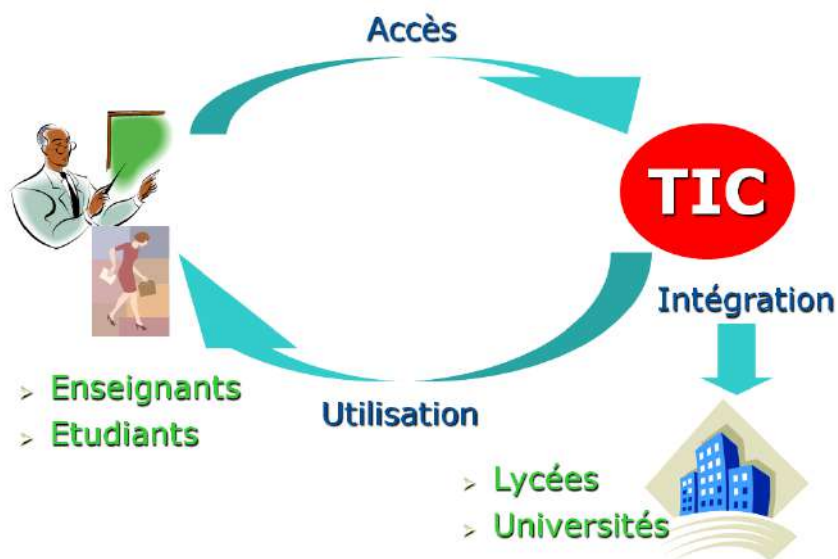 Accès
TIC
Intégration
Enseignants
Etudiants
Utilisation
Lycées
Universités